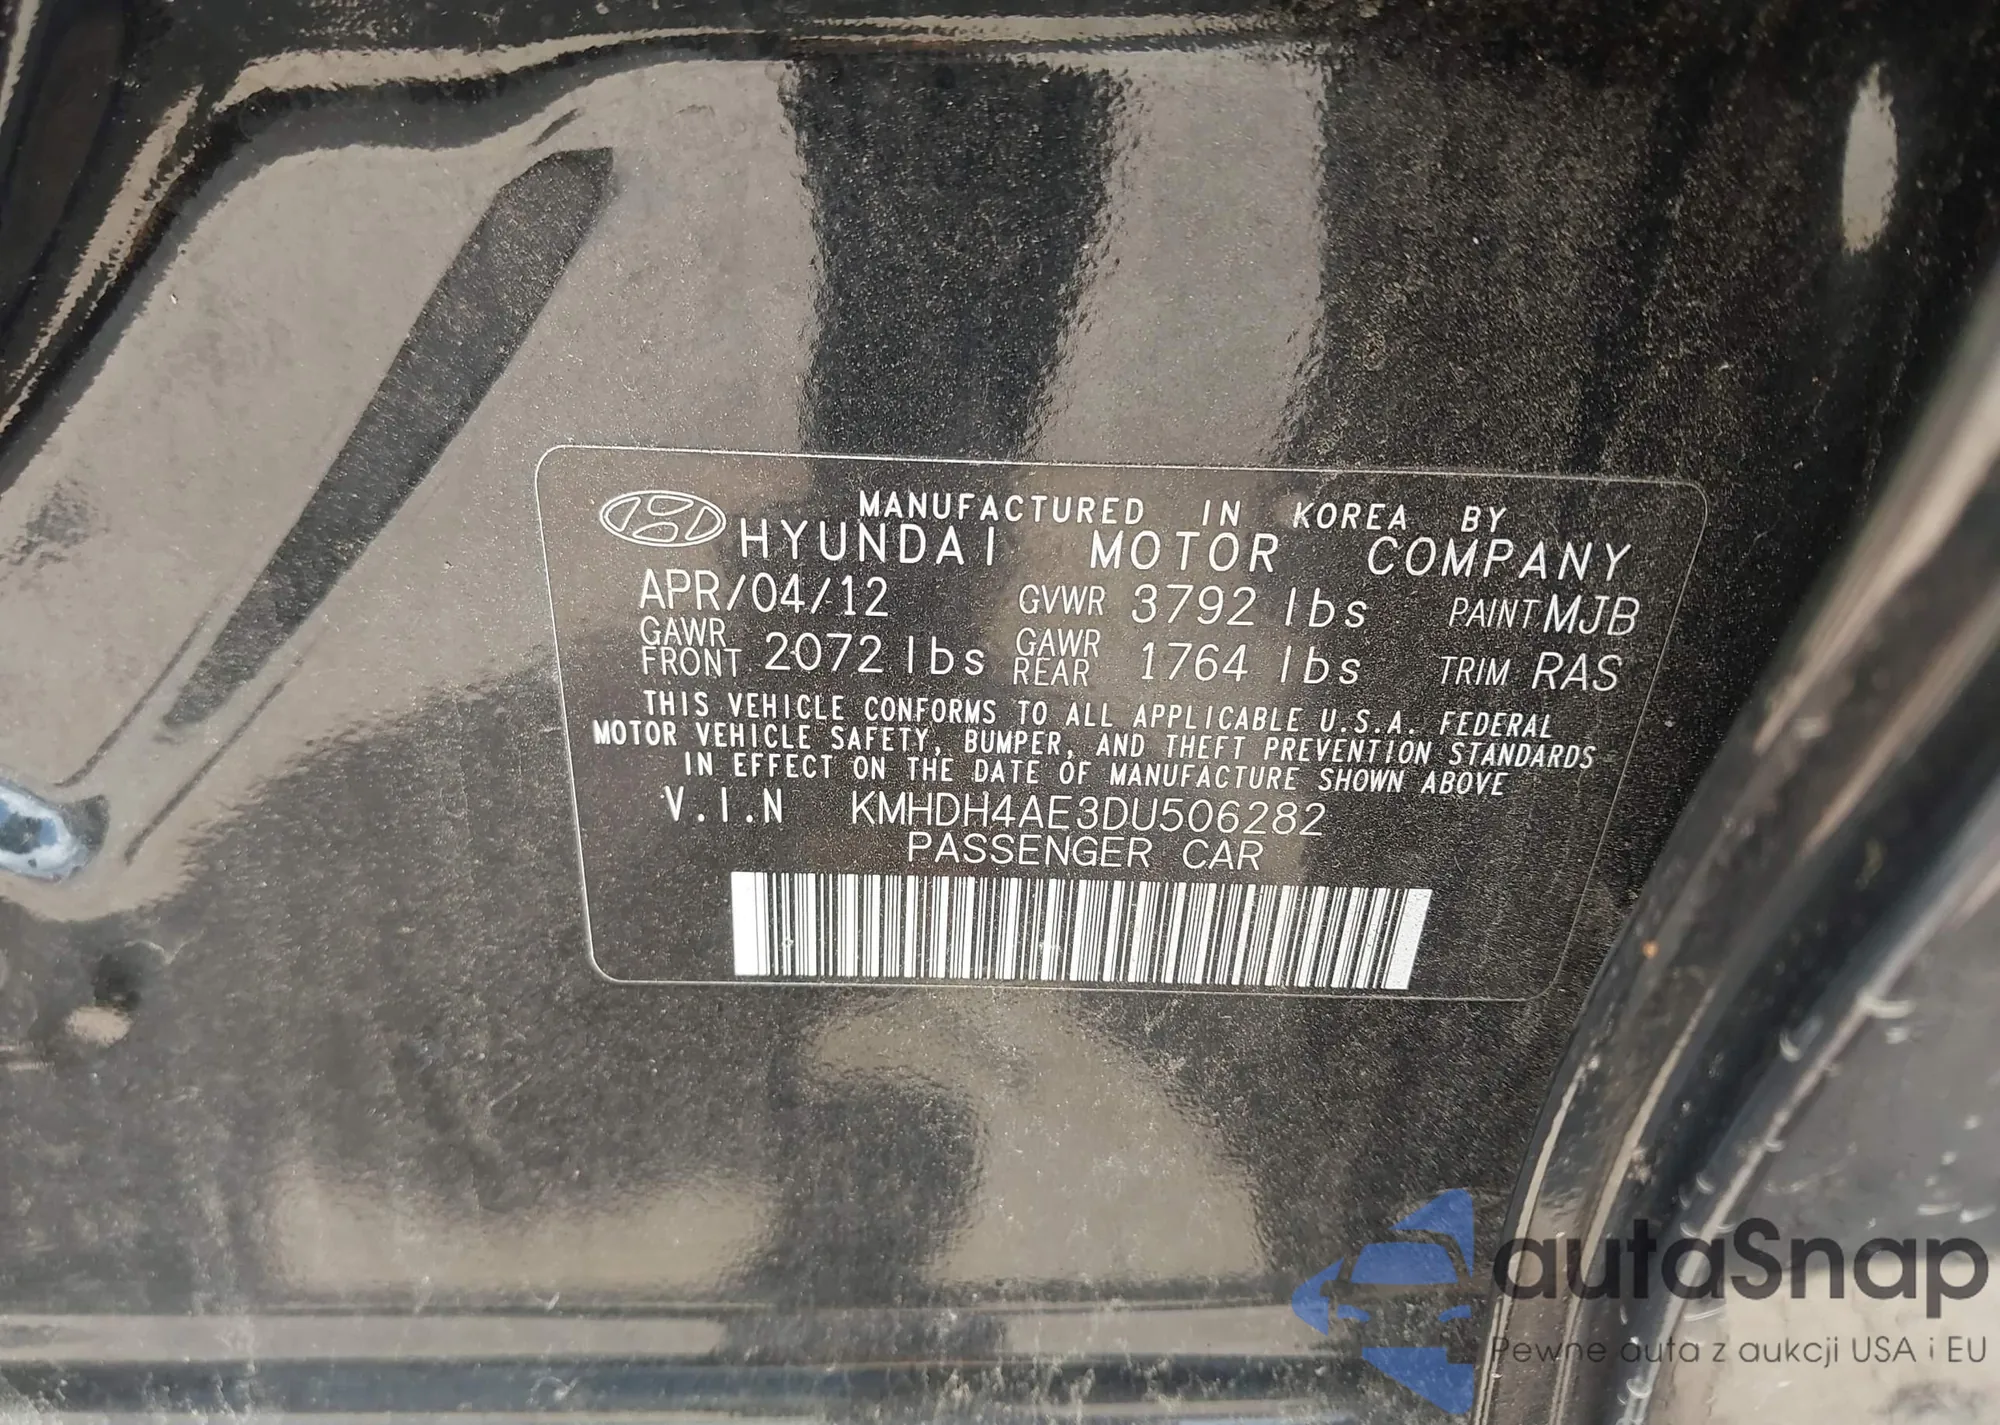 MANUFACTURED IN KOREA BY
HYUNDAI MOTOR COMPANY
APR/04/12 GVWR 3792 lbs PAINT MJB
GAWR FRONT 2072 lbs GAWR REAR 1764 lbs TRIM RAS
THIS VEHICLE CONFORMS TO ALL APPLICABLE U.S.A. FEDERAL
MOTOR VEHICLE SAFETY, BUMPER, AND THEFT PREVENTION STANDARDS
IN EFFECT ON THE DATE OF MANUFACTURE SHOWN ABOVE
V.I.N KMHDH4AE3DU506282
PASSENGER CAR
autaSnap
Pewne auta z aukcji USA i EU